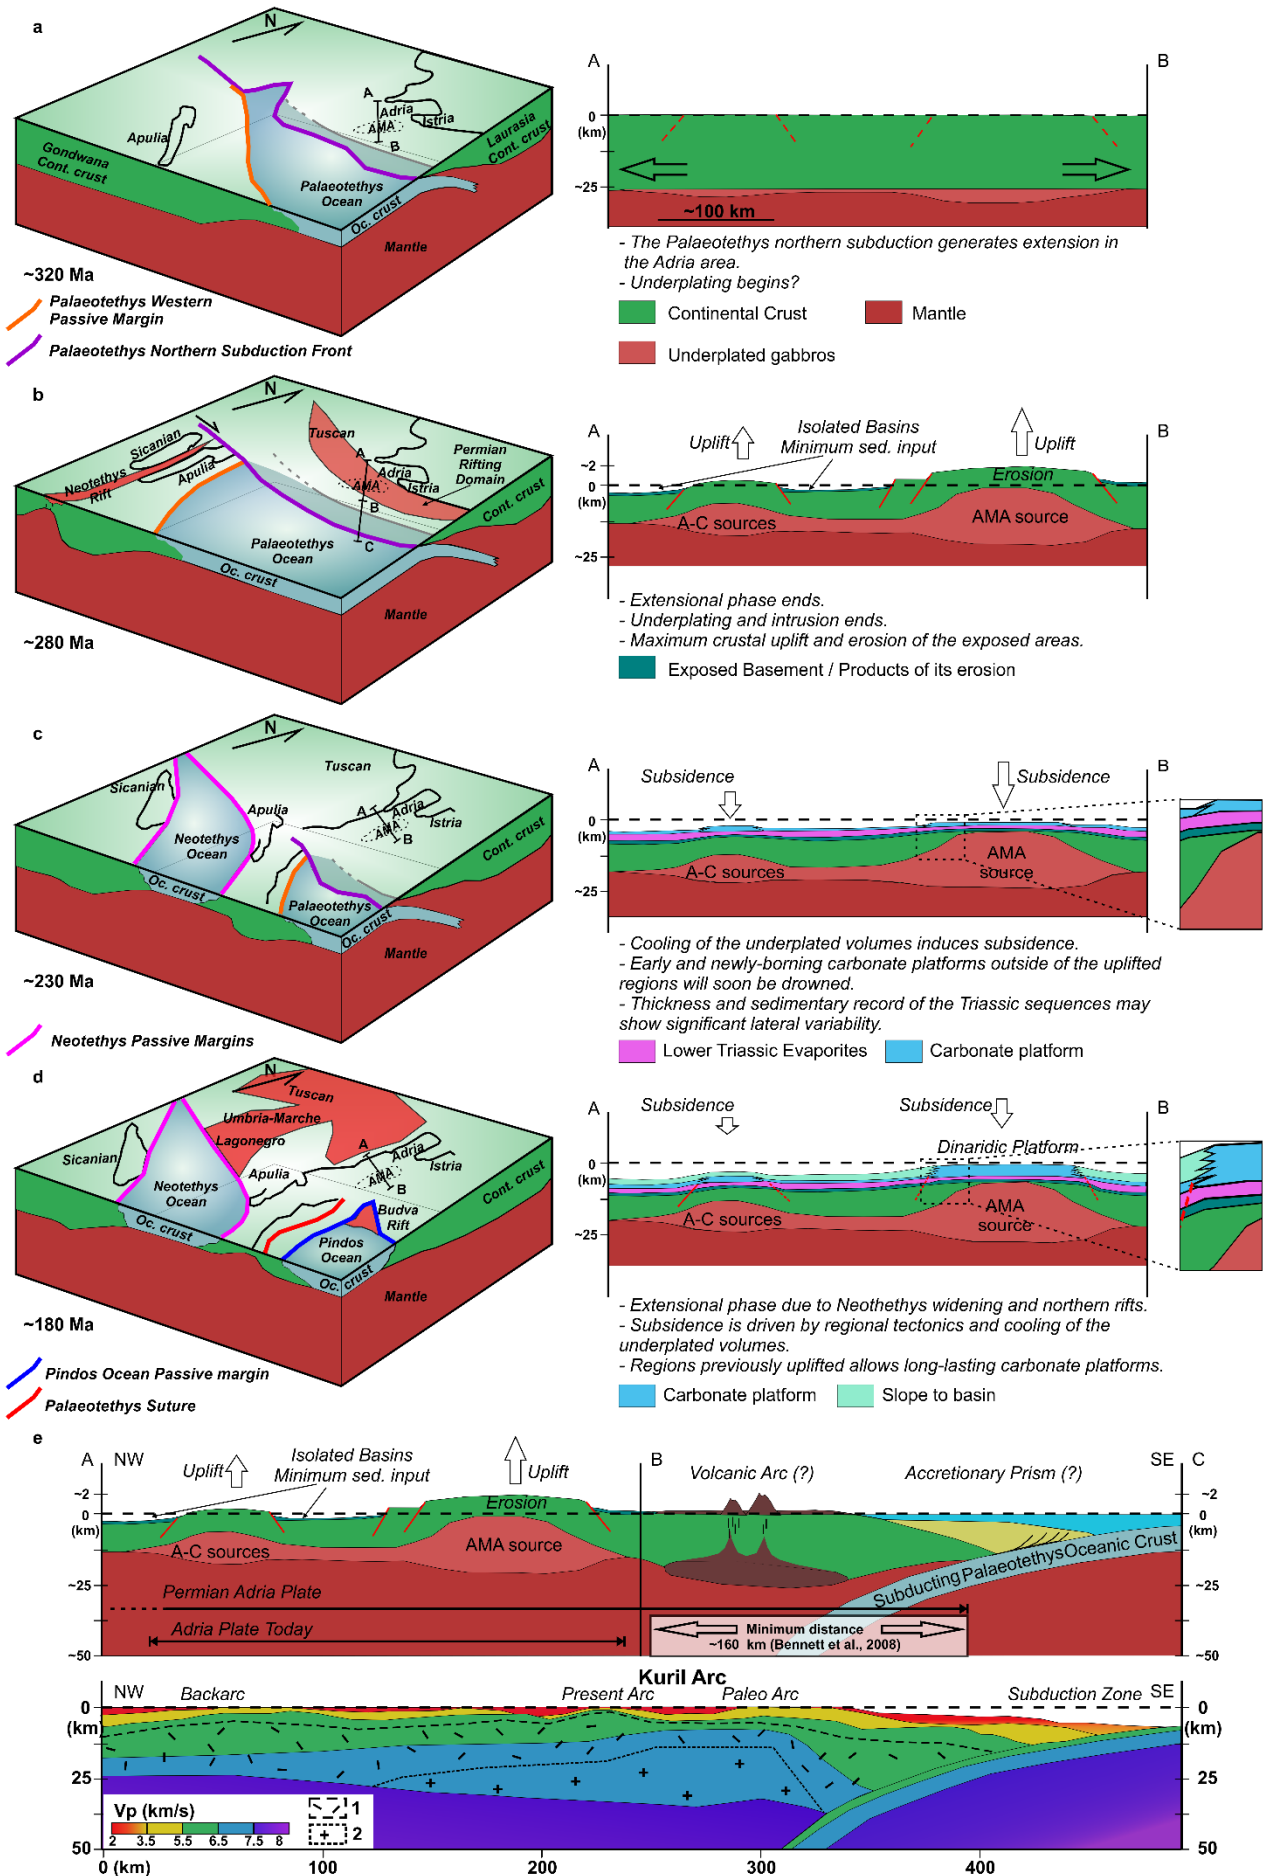 a
N
A
Adria
AMA
Istria
B
Apulia
Laurasia
Cont. crust
Gondwana
Cont. crust
Palaeotethys
Ocean
Oc. crust
Mantle
~320 Ma
Palaeotethys Western
Passive Margin
Palaeotethys Northern Subduction Front
A
B
0
(km)
~25
~100 km
- The Palaeotethys northern subduction generates extension in
the Adria area.
- Underplating begins?
Continental Crust
Mantle
Underplated gabbros
b
N
Sicanian
Tuscan
Neotethys
Rift
Apulia
A
Adria
AMA
Istria
Permian
Rifting
Domain
B
C
Palaeotethys
Ocean
Cont. crust
Oc. crust
Mantle
~280 Ma
A
B
Uplift
Isolated Basins
Minimum sed. input
Uplift
~2
0
(km)
~25
Erosion
A-C sources
AMA source
- Extensional phase ends.
- Underplating and intrusion ends.
- Maximum crustal uplift and erosion of the exposed areas.
Exposed Basement / Products of its erosion
c
N
Tuscan
Sicanian
Apulia
A
Adria
AMA
Istria
B
Neotethys
Ocean
Cont. crust
Oc. crust
Palaeotethys
Ocean
Oc. crust
Mantle
~230 Ma
Neotethys Passive Margins
A
B
Subsidence
Subsidence
0
(km)
~25
A-C sources
AMA
source
- Cooling of the underplated volumes induces subsidence.
- Early and newly-borning carbonate platforms outside of the uplifted
regions will soon be drowned.
- Thickness and sedimentary record of the Triassic sequences may
show significant lateral variability.
Lower Triassic Evaporites
Carbonate platform
d
N
Tuscan
Umbria-Marche
Lagonegro
Sicanian
Apulia
A
Adria
AMA
Istria
B
Neotethys
Ocean
Budva
Rift
Pindos
Ocean
Cont. crust
Oc. crust
Oc. crust
Mantle
~180 Ma
Pindos Ocean Passive margin
Palaeotethys Suture
A
B
Subsidence
Subsidence
Dinaridic Platform
0
(km)
~25
A-C sources
AMA
source
- Extensional phase due to Neothethys widening and northern rifts.
- Subsidence is driven by regional tectonics and cooling of the
underplated volumes.
- Regions previously uplifted allows long-lasting carbonate platforms.
Carbonate platform
Slope to basin
e
A
NW
Uplift
Isolated Basins
Minimum sed. input
Uplift
B
Volcanic Arc (?)
Accretionary Prism (?)
SE
C
~2
0
(km)
~25
~50
Erosion
A-C sources
AMA source
Subducting Palaeotethys Oceanic Crust
~2
0
(km)
~25
~50
Permian Adria Plate
Adria Plate Today
Minimum distance
~160 km (Bennett et al., 2008)
Kuril Arc
NW
Backarc
Present Arc
Paleo Arc
Subduction Zone
SE
0
(km)
25
50
0
(km)
25
50
Vp (km/s)
2 3.5 5.5 6.5 7.5 8
1
2
0 (km)
100
200
300
400